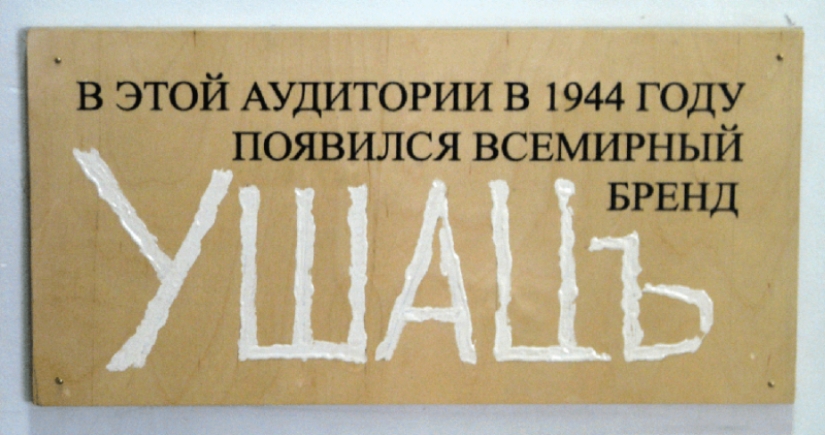 В ЭТОЙ АУДИТОРИИ В 1944 ГОДУ
ПОЯВИЛСЯ ВСЕМИРНЫЙ
БРЕНД
УШАЦЪ